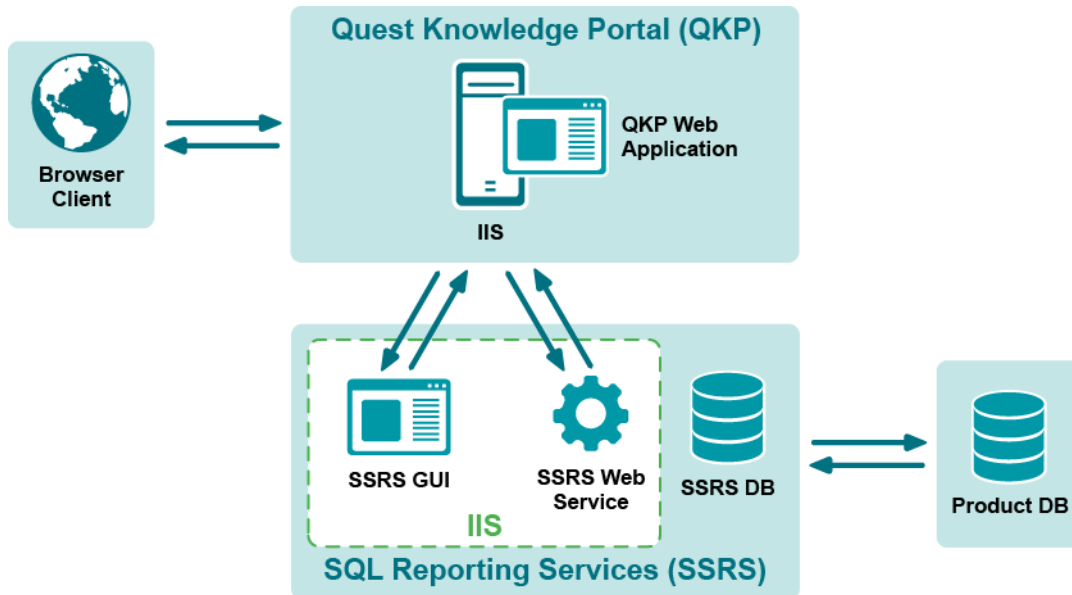 Quest Knowledge Portal (QKP)
Browser
Client
QKP Web
Application
IIS
SSRS GUI
SSRS Web
Service
SSRS DB
Product DB
IIS
SQL Reporting Services (SSRS)